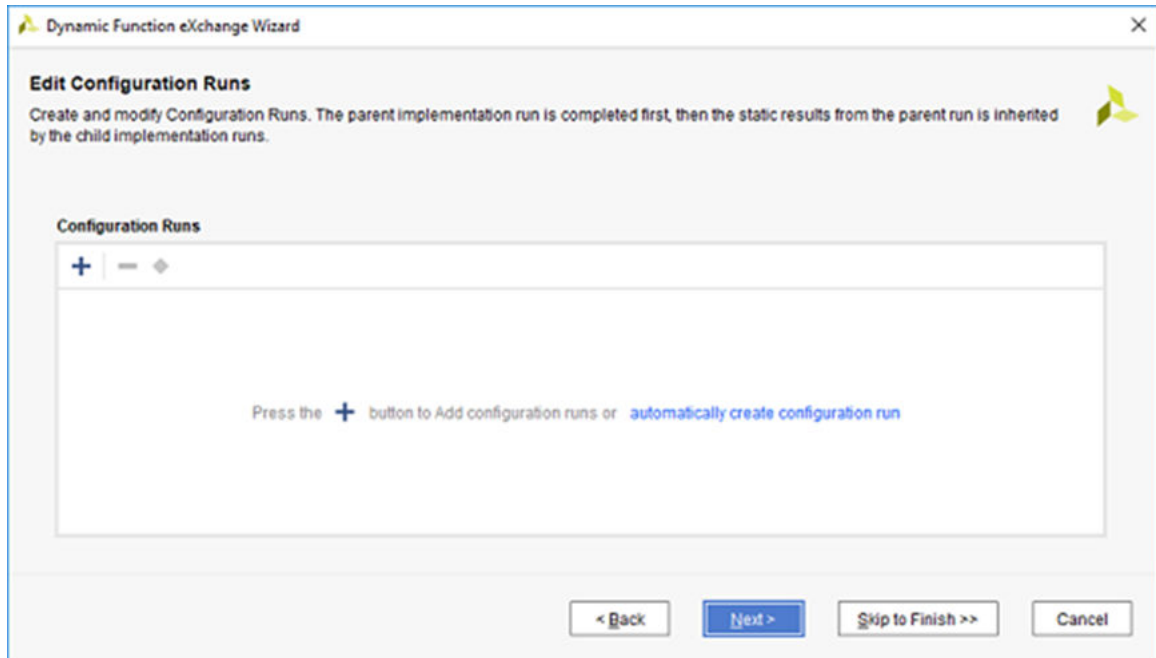 Dynamic Function eXchange Wizard
Edit Configuration Runs
Create and modify Configuration Runs. The parent implementation run is completed first, then the static results from the parent run is inherited
by the child implementation runs.
Configuration Runs
Press the + button to Add configuration runs or automatically create configuration run
< Back Next > Skip to Finish >> Cancel